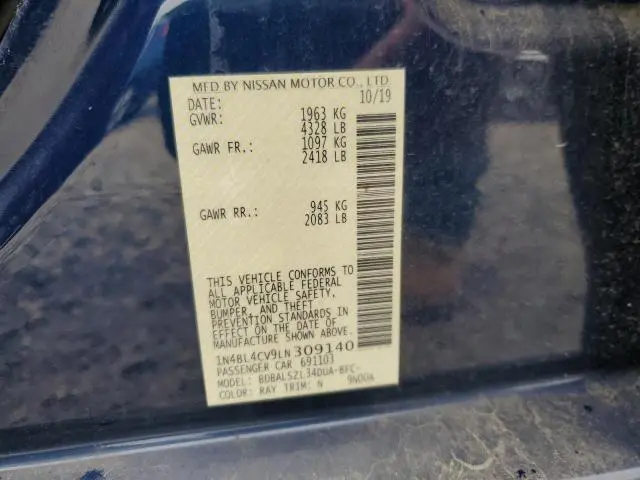 MFD BY NISSAN MOTOR CO., LTD.
DATE: 10/19
GVWR: 1963 KG
4328 LB
GAWR FR.: 1097 KG
2418 LB
GAWR RR.: 945 KG
2083 LB
THIS VEHICLE CONFORMS TO
ALL APPLICABLE FEDERAL
MOTOR VEHICLE SAFETY,
BUMPER, AND THEFT
PREVENTION STANDARDS IN
EFFECT ON THE DATE OF
MANUFACTURE SHOWN ABOVE.
1N4BL4CV9LN309140
PASSENGER CAR 691103
MODEL: BDBALSZL34DUA-BFC-
COLOR: RAY TRIM: N 9N00A